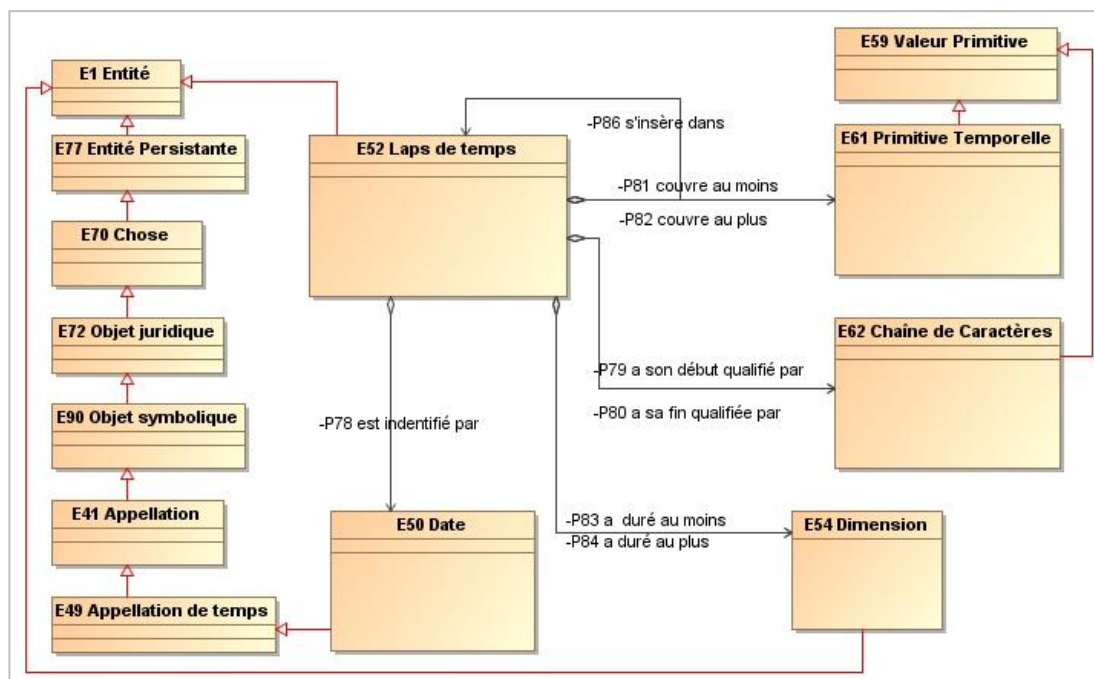 E59 Valeur Primitive
E1 Entité
-P86 s'insère dans
E77 Entité Persistante
E52 Laps de temps
E61 Primitive Temporelle
-P81 couvre au moins
-P82 couvre au plus
E70 Chose
E72 Objet juridique
E62 Chaîne de Caractères
-P79 a son début qualifié par
-P80 a sa fin qualifiée par
E90 Objet symbolique
-P78 est indentifié par
E41 Appellation
E50 Date
-P83 a  duré au moins
-P84 a duré au plus
E54 Dimension
E49 Appellation de temps